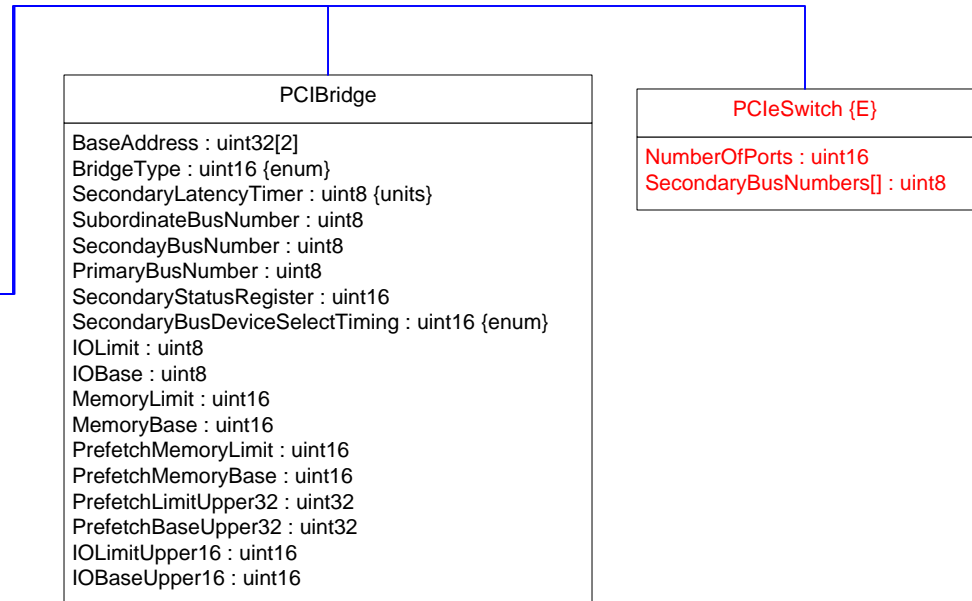 PCIBridge
BaseAddress : uint32[2]
BridgeType : uint16 {enum}
SecondaryLatencyTimer : uint8 {units}
SubordinateBusNumber : uint8
SecondayBusNumber : uint8
PrimaryBusNumber : uint8
SecondaryStatusRegister : uint16
SecondaryBusDeviceSelectTiming : uint16 {enum}
IOLimit : uint8
IOBase : uint8
MemoryLimit : uint16
MemoryBase : uint16
PrefetchMemoryLimit : uint16
PrefetchMemoryBase : uint16
PrefetchLimitUpper32 : uint32
PrefetchBaseUpper32 : uint32
IOLimitUpper16 : uint16
IOBaseUpper16 : uint16
PCIeSwitch {E}
NumberOfPorts : uint16
SecondaryBusNumbers[] : uint8